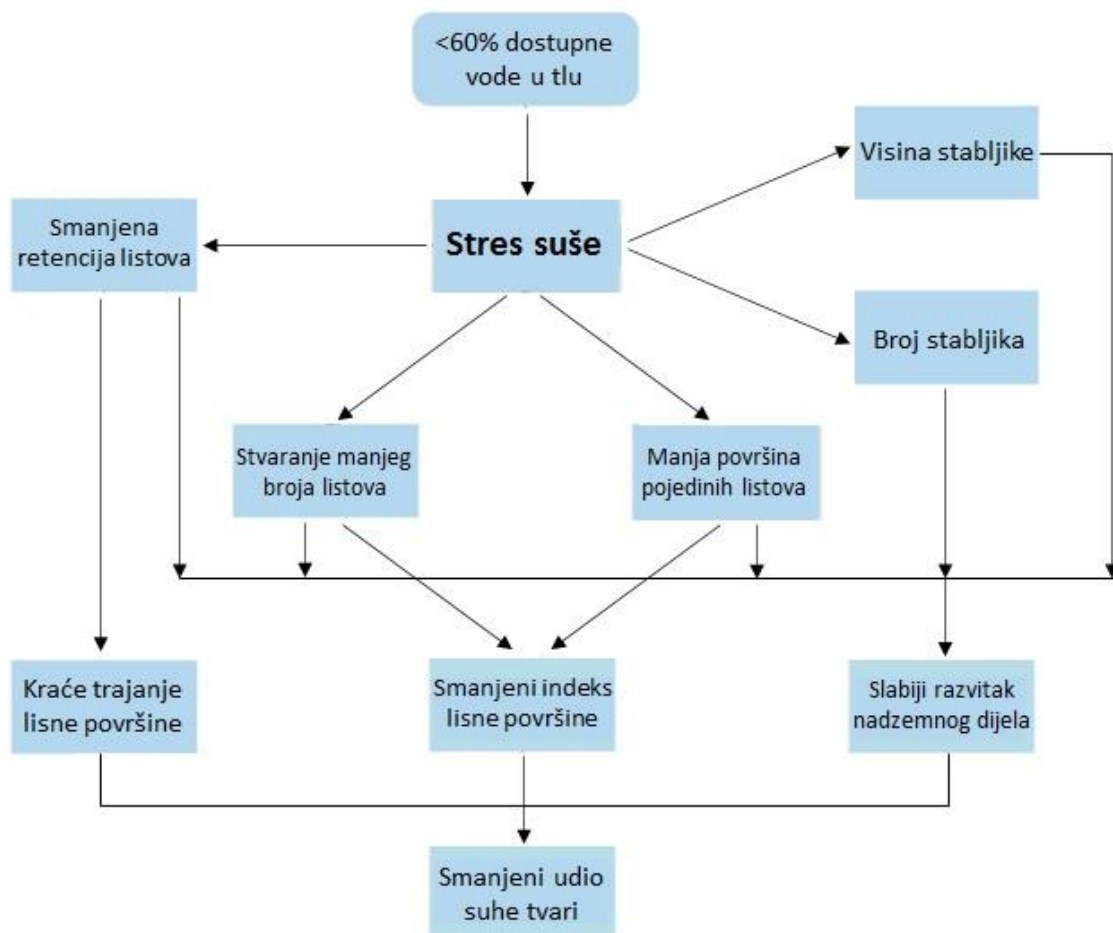 <60% dostupne
vode u tlu
Visina stabljike
Smanjena
retencija listova
Stres suše
Broj stabljika
Stvaranje manjeg
broja listova
Manja površina
pojedinih listova
Kraće trajanje
lisne površine
Smanjeni indeks
lisne površine
Slabiji razvitak
nadzemnog dijela
Smanjeni udio
suhe tvari